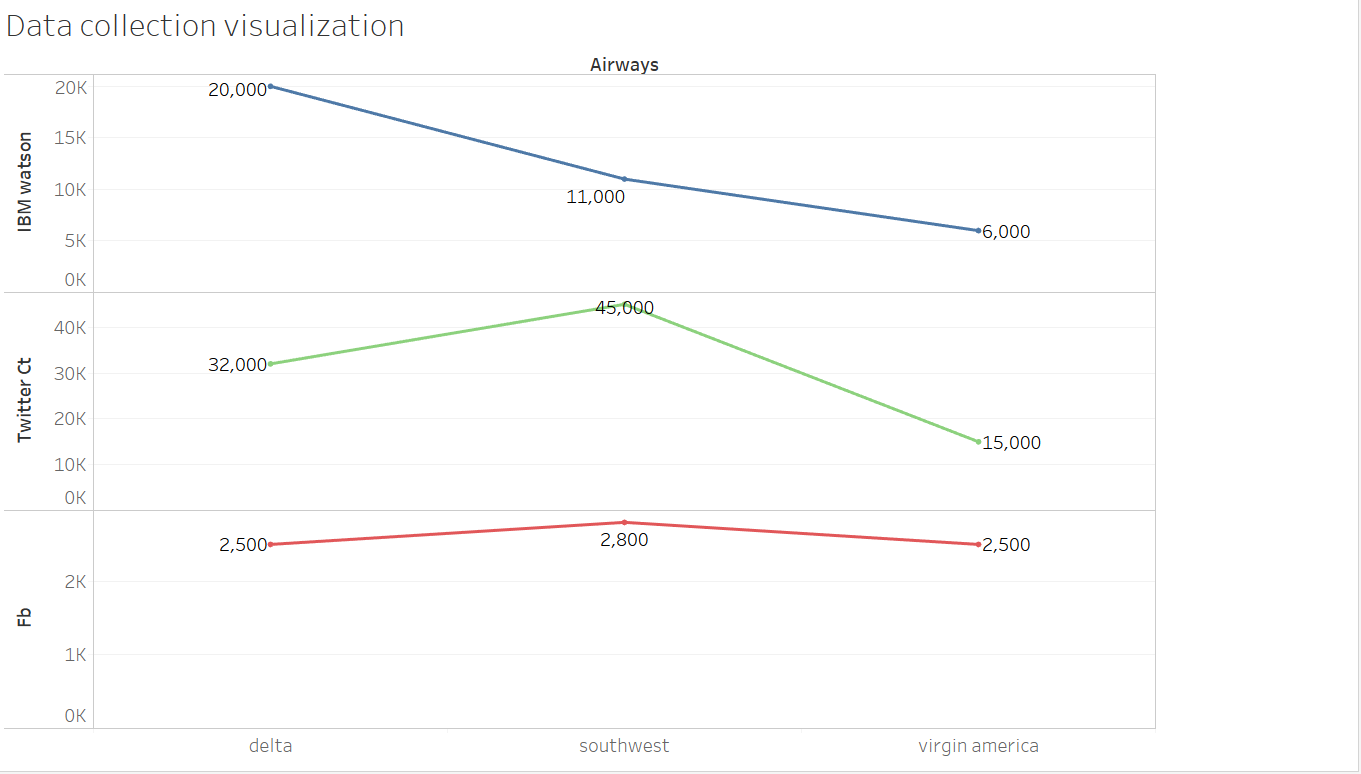 Data collection visualization
Airways
IBM watson
20K
15K
10K
5K
0K
20,000
11,000
6,000
Twitter Ct
40K
30K
20K
10K
0K
32,000
45,000
15,000
Fb
2K
1K
0K
2,500
2,800
2,500
delta
southwest
virgin america